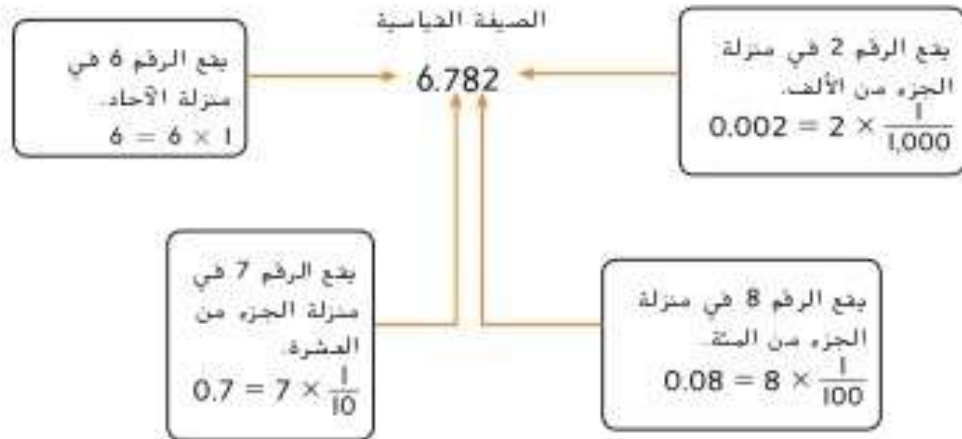 الصيغة القياسية
6.782
يقع الرقم 6 في
منزلة الآحاد.
6 = 6 × 1
يقع الرقم 2 في منزلة
الجزء من الألف.
0.002 = 2 × 1/1,000
يقع الرقم 7 في
منزلة الجزء من
العشرة.
0.7 = 7 × 1/10
يقع الرقم 8 في منزلة
الجزء من المئة.
0.08 = 8 × 1/100